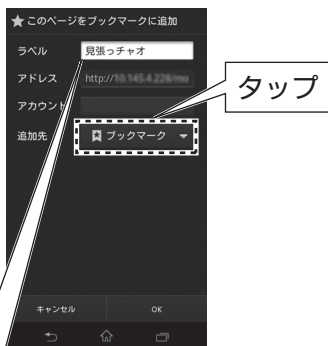 ★このページをブックマークに追加
ラベル 見張っチャオ
アドレス http://
アカウント
追加先 ブックマーク
タップ
キャンセル OK